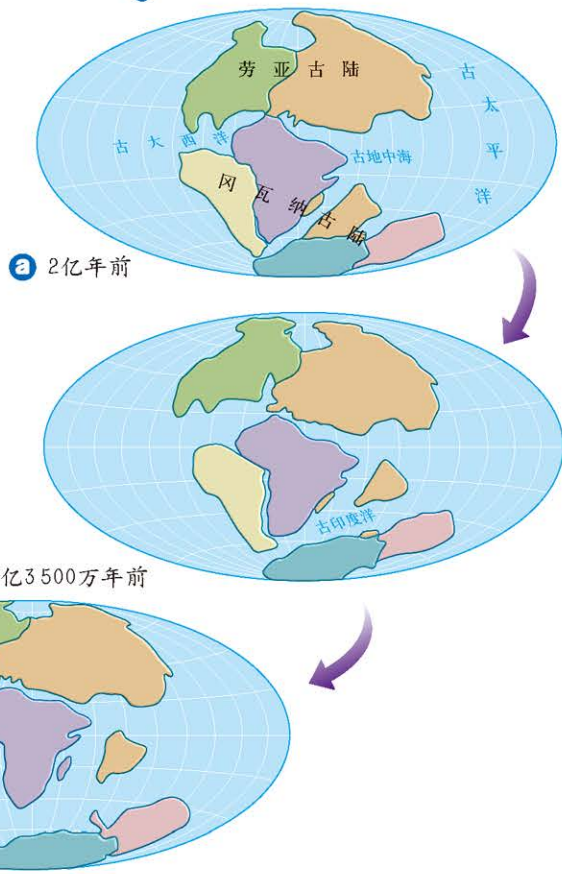 劳亚古陆
古太平洋
古大西洋
古地中海
冈瓦纳古陆
a 2亿年前
古印度洋
亿3500万年前